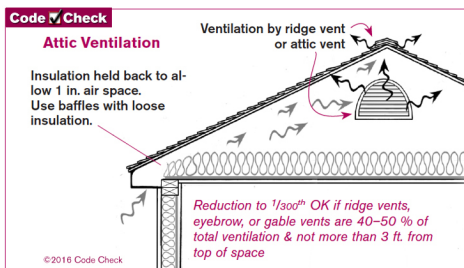 Code Check
Attic Ventilation
Ventilation by ridge vent
or attic vent
Insulation held back to al-
low 1 in. air space.
Use baffles with loose
insulation.
Reduction to 1/300th OK if ridge vents,
eyebrow, or gable vents are 40–50 % of
total ventilation & not more than 3 ft. from
top of space
©2016 Code Check